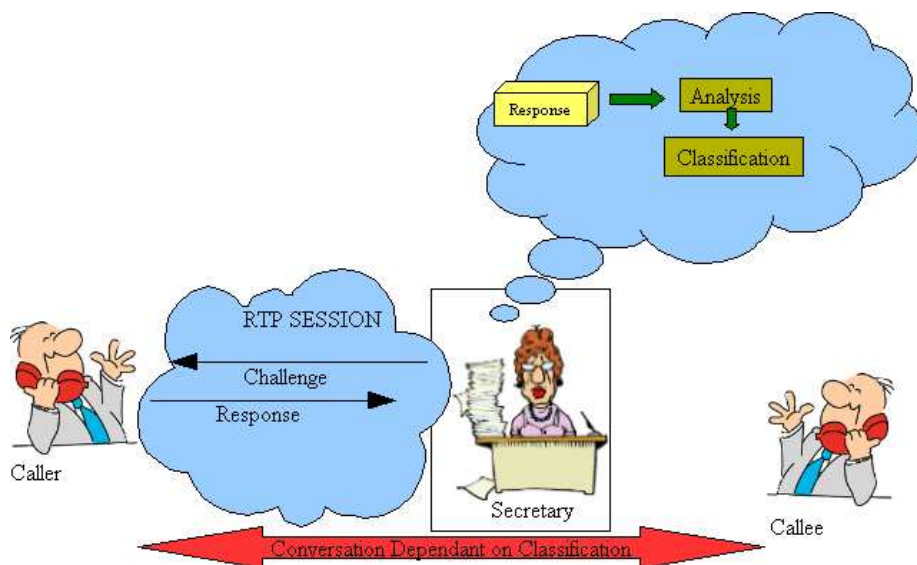 Response
Analysis
Classification
RTP SESSION
Challenge
Response
Caller
Secretary
Callee
Conversation Dependant on Classification